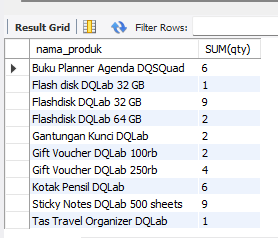 Result Grid Filter Rows:
nama_produk SUM(qty)
Buku Planner Agenda DQSQuad 6
Flash disk DQLab 32 GB 1
Flashdisk DQLab 32 GB 9
Flashdisk DQLab 64 GB 2
Gantungan Kunci DQLab 2
Gift Voucher DQLab 100rb 2
Gift Voucher DQLab 250rb 4
Kotak Pensil DQLab 6
Sticky Notes DQLab 500 sheets 9
Tas Travel Organizer DQLab 1